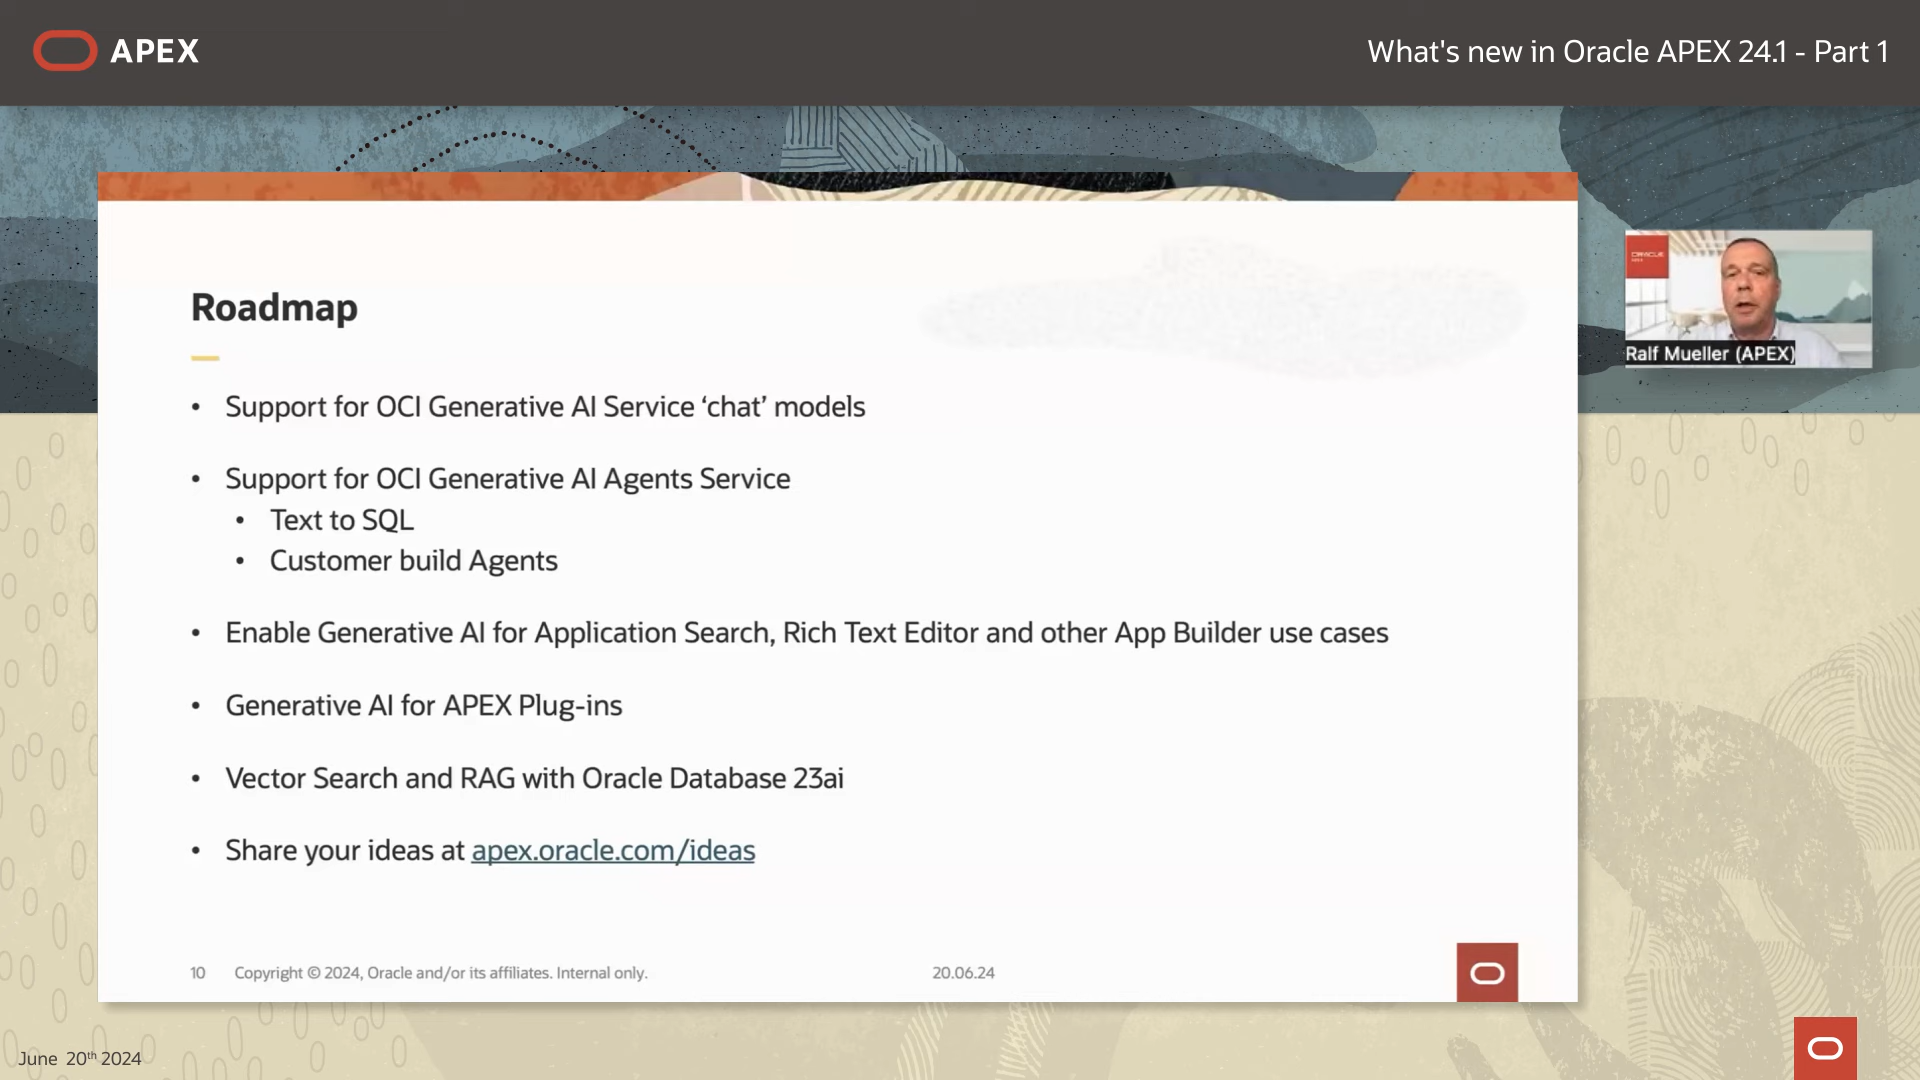 APEX
What's new in Oracle APEX 24.1 - Part 1
ORACLE
Ralf Mueller (APEX)
Roadmap
• Support for OCI Generative AI Service ‘chat’ models
• Support for OCI Generative AI Agents Service
• Text to SQL
• Customer build Agents
• Enable Generative AI for Application Search, Rich Text Editor and other App Builder use cases
• Generative AI for APEX Plug-ins
• Vector Search and RAG with Oracle Database 23ai
• Share your ideas at apex.oracle.com/ideas
10 Copyright © 2024, Oracle and/or its affiliates. Internal only. 20.06.24
June 20th 2024